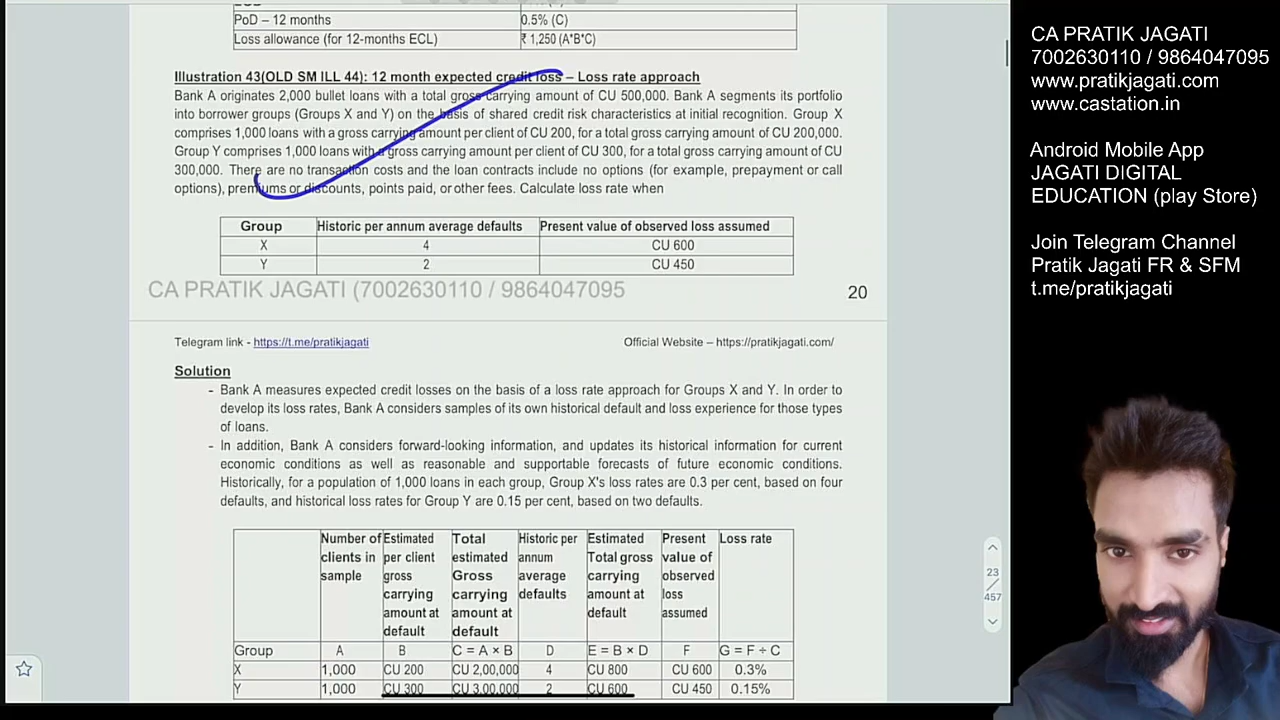 PoD – 12 months 0.5% (C)
Loss allowance (for 12-months ECL) ₹ 1,250 (A*B*C)
Illustration 43(OLD SM ILL 44): 12 month expected credit loss – Loss rate approach
Bank A originates 2,000 bullet loans with a total gross carrying amount of CU 500,000. Bank A segments its portfolio
into borrower groups (Groups X and Y) on the basis of shared credit risk characteristics at initial recognition. Group X
comprises 1,000 loans with a gross carrying amount per client of CU 200, for a total gross carrying amount of CU 200,000.
Group Y comprises 1,000 loans with a gross carrying amount per client of CU 300, for a total gross carrying amount of CU
300,000. There are no transaction costs and the loan contracts include no options (for example, prepayment or call
options), premiums or discounts, points paid, or other fees. Calculate loss rate when
Group Historic per annum average defaults Present value of observed loss assumed
X 4 CU 600
Y 2 CU 450
CA PRATIK JAGATI (7002630110 / 9864047095
20
Telegram link - https://t.me/pratikjagati Official Website – https://pratikjagati.com/
Solution
- Bank A measures expected credit losses on the basis of a loss rate approach for Groups X and Y. In order to
develop its loss rates, Bank A considers samples of its own historical default and loss experience for those types
of loans.
- In addition, Bank A considers forward-looking information, and updates its historical information for current
economic conditions as well as reasonable and supportable forecasts of future economic conditions.
Historically, for a population of 1,000 loans in each group, Group X's loss rates are 0.3 per cent, based on four
defaults, and historical loss rates for Group Y are 0.15 per cent, based on two defaults.
Number of Estimated Total Historic per Estimated Present Loss rate
clients in per client estimated annum Total gross value of
sample gross Gross average carrying observed
carrying carrying defaults amount at loss
amount at amount at default assumed
default default
Group A B C = A × B D E = B × D F G = F ÷ C
X 1,000 CU 200 CU 2,00,000 4 CU 800 CU 600 0.3%
Y 1,000 CU 300 CU 3,00,000 2 CU 600 CU 450 0.15%
23
457
CA PRATIK JAGATI
7002630110 / 9864047095
www.pratikjagati.com
www.castation.in
Android Mobile App
JAGATI DIGITAL
EDUCATION (play Store)
Join Telegram Channel
Pratik Jagati FR & SFM
t.me/pratikjagati